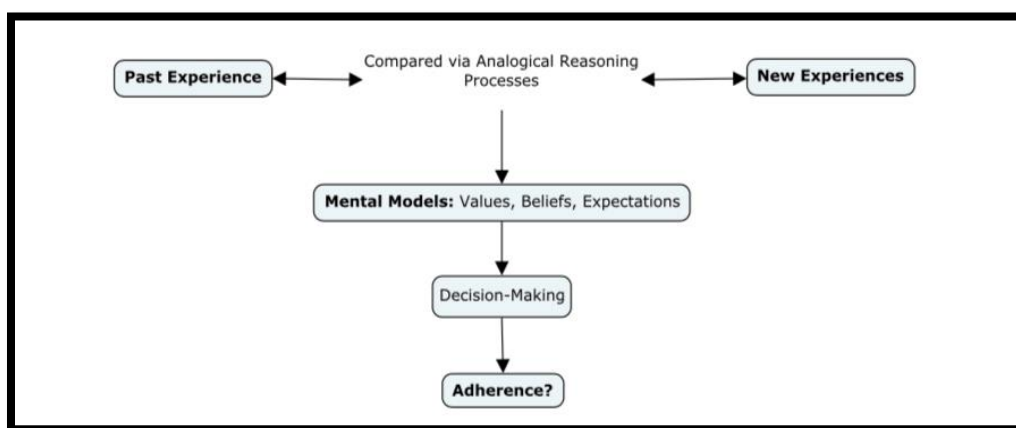 Past Experience
Compared via Analogical Reasoning
Processes
New Experiences
Mental Models: Values, Beliefs, Expectations
Decision-Making
Adherence?